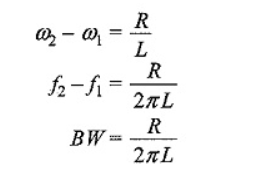 ω₂ − ω₁ = R/L
f₂ − f₁ = R/2πL
BW = R/2πL